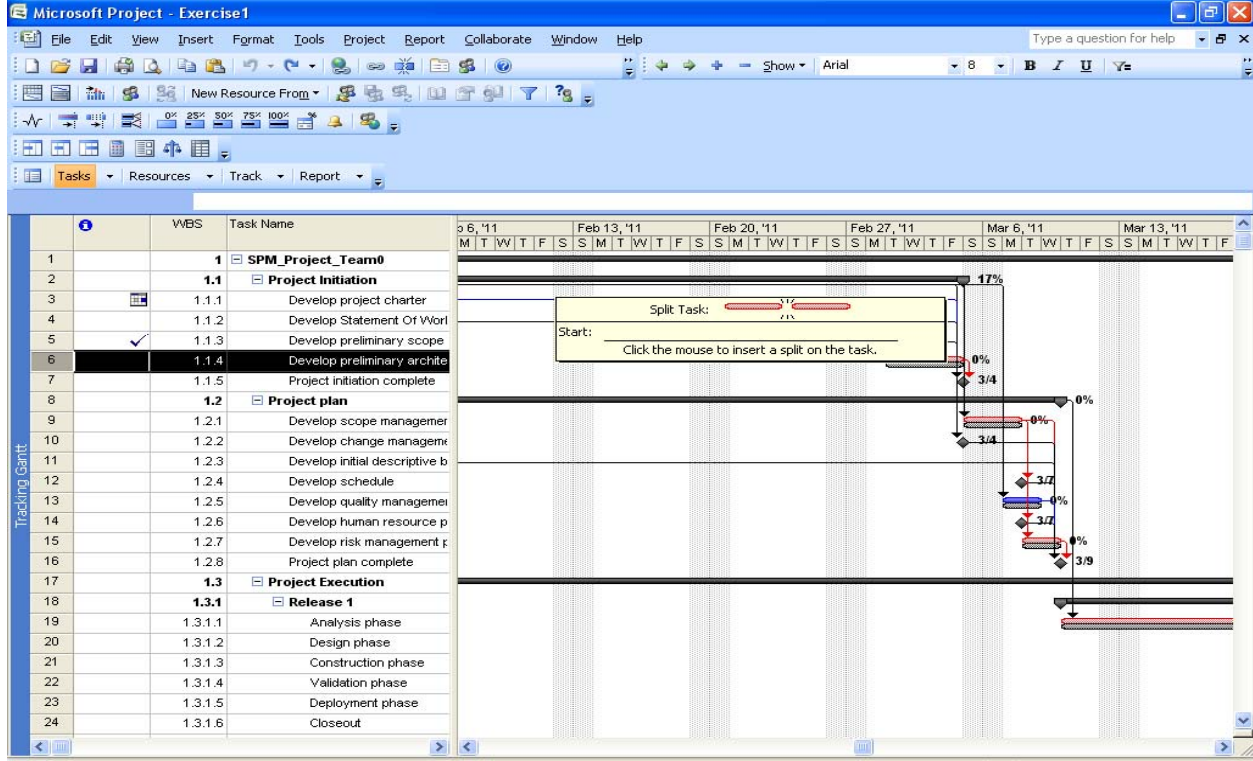 Microsoft Project - Exercise1
File Edit View Insert Format Tools Project Report Collaborate Window Help Type a question for help
Show Arial 8 B I U
New Resource From
0% 25% 50% 75% 100%
Tasks Resources Track Report
WBS Task Name 6, '11 Feb 13, '11 Feb 20, '11 Feb 27, '11 Mar 6, '11 Mar 13, '11
M T W T F S S M T W T F S S M T W T F S S M T W T F S S M T W T F S S M T W T F
1 1 SPM_Project_Team0
2 1.1 Project Initiation 17%
3 1.1.1 Develop project charter
Split Task:
4 1.1.2 Develop Statement Of Worl
Start:
5 1.1.3 Develop preliminary scope
Click the mouse to insert a split on the task.
6 1.1.4 Develop preliminary archite 0%
7 1.1.5 Project initiation complete 3/4
8 1.2 Project plan 0%
9 1.2.1 Develop scope managemer 0%
10 1.2.2 Develop change manageme 3/4
11 1.2.3 Develop initial descriptive b
12 1.2.4 Develop schedule 3/7
13 1.2.5 Develop quality managemer 0%
14 1.2.6 Develop human resource p 3/7
15 1.2.7 Develop risk management p 0%
16 1.2.8 Project plan complete 3/9
17 1.3 Project Execution
18 1.3.1 Release 1
19 1.3.1.1 Analysis phase
20 1.3.1.2 Design phase
21 1.3.1.3 Construction phase
22 1.3.1.4 Validation phase
23 1.3.1.5 Deployment phase
24 1.3.1.6 Closeout
Tracking Gantt